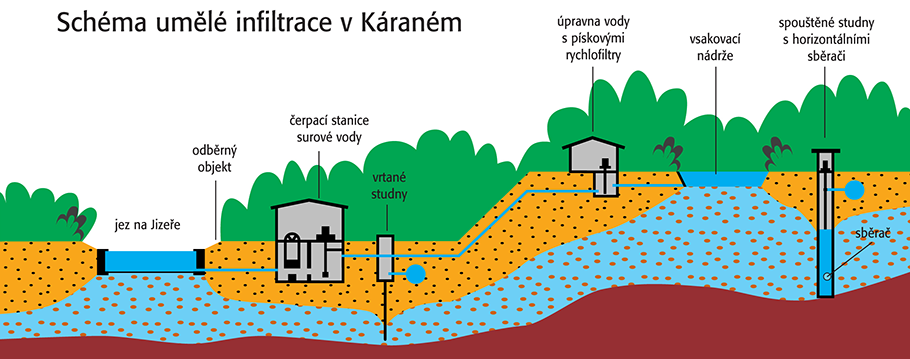 Schéma umělé infiltrace v Káraném
jez na Jizeře
odběrný
objekt
čerpací stanice
surové vody
vrtané
studny
úpravna vody
s pískovými
rychlofiltry
vsakovací
nádrže
spouštěné studny
s horizontálními
sběrači
sběrač